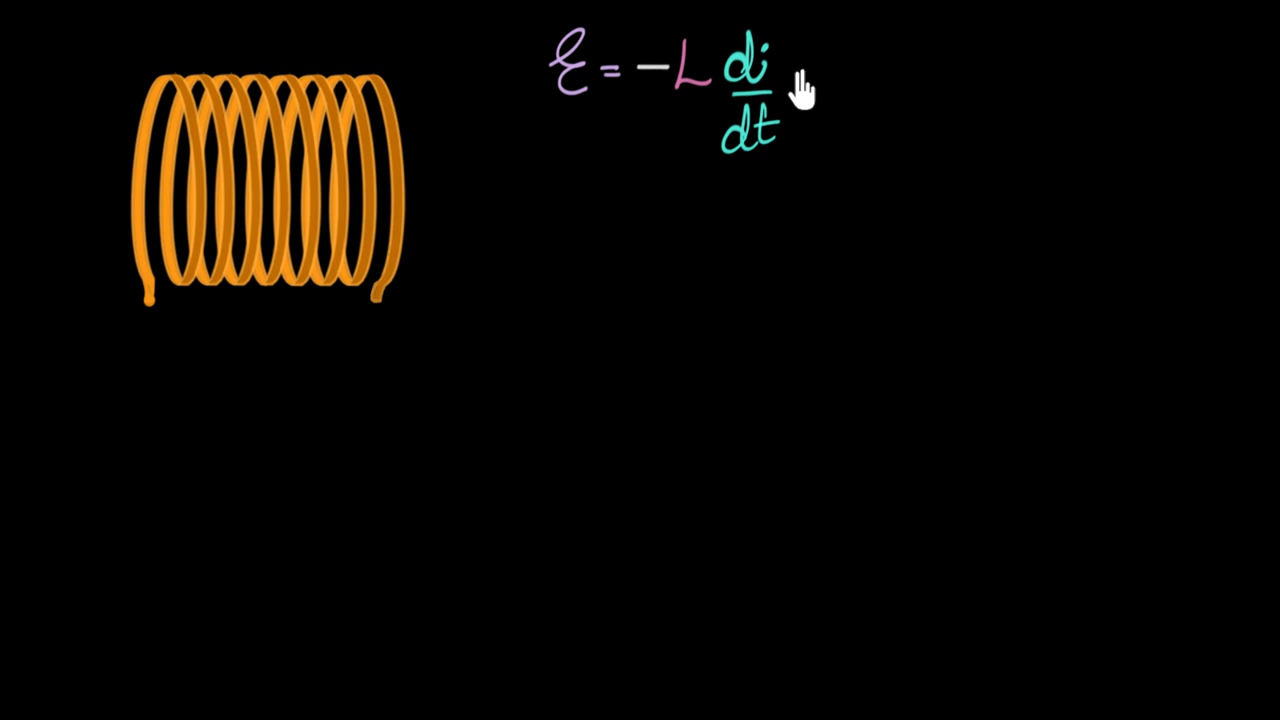 ℰ = -L di/dt